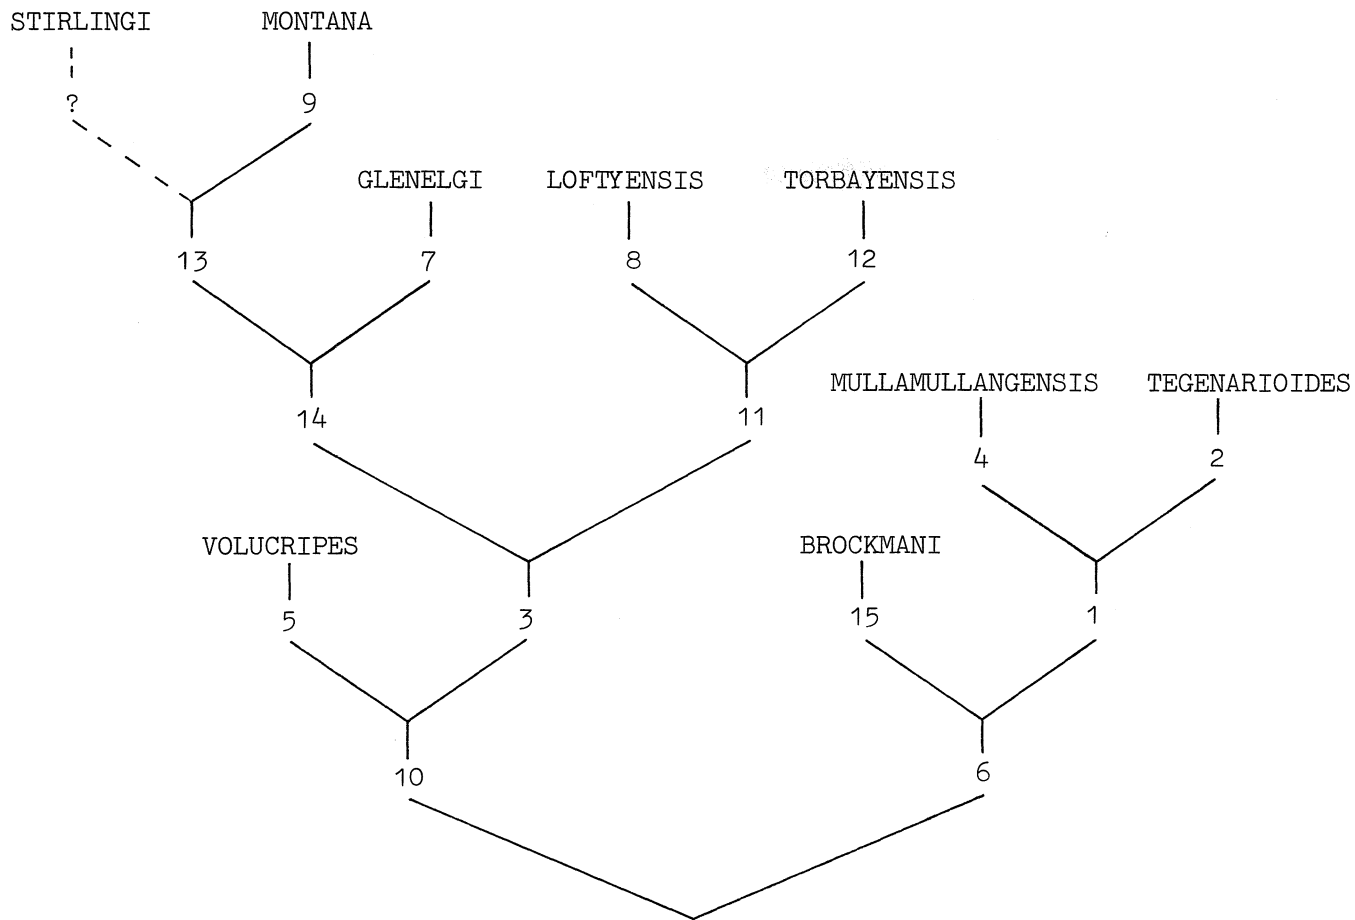 STIRLINGI MONTANA
? 9
GLENELGI LOFTYENSIS TORBAYENSIS
13 7 8 12
MULLAMULLANGENSIS TEGENARIOIDES
14 11
4 2
VOLUCRIPES BROCKMANI
5 3 15 1
10 6